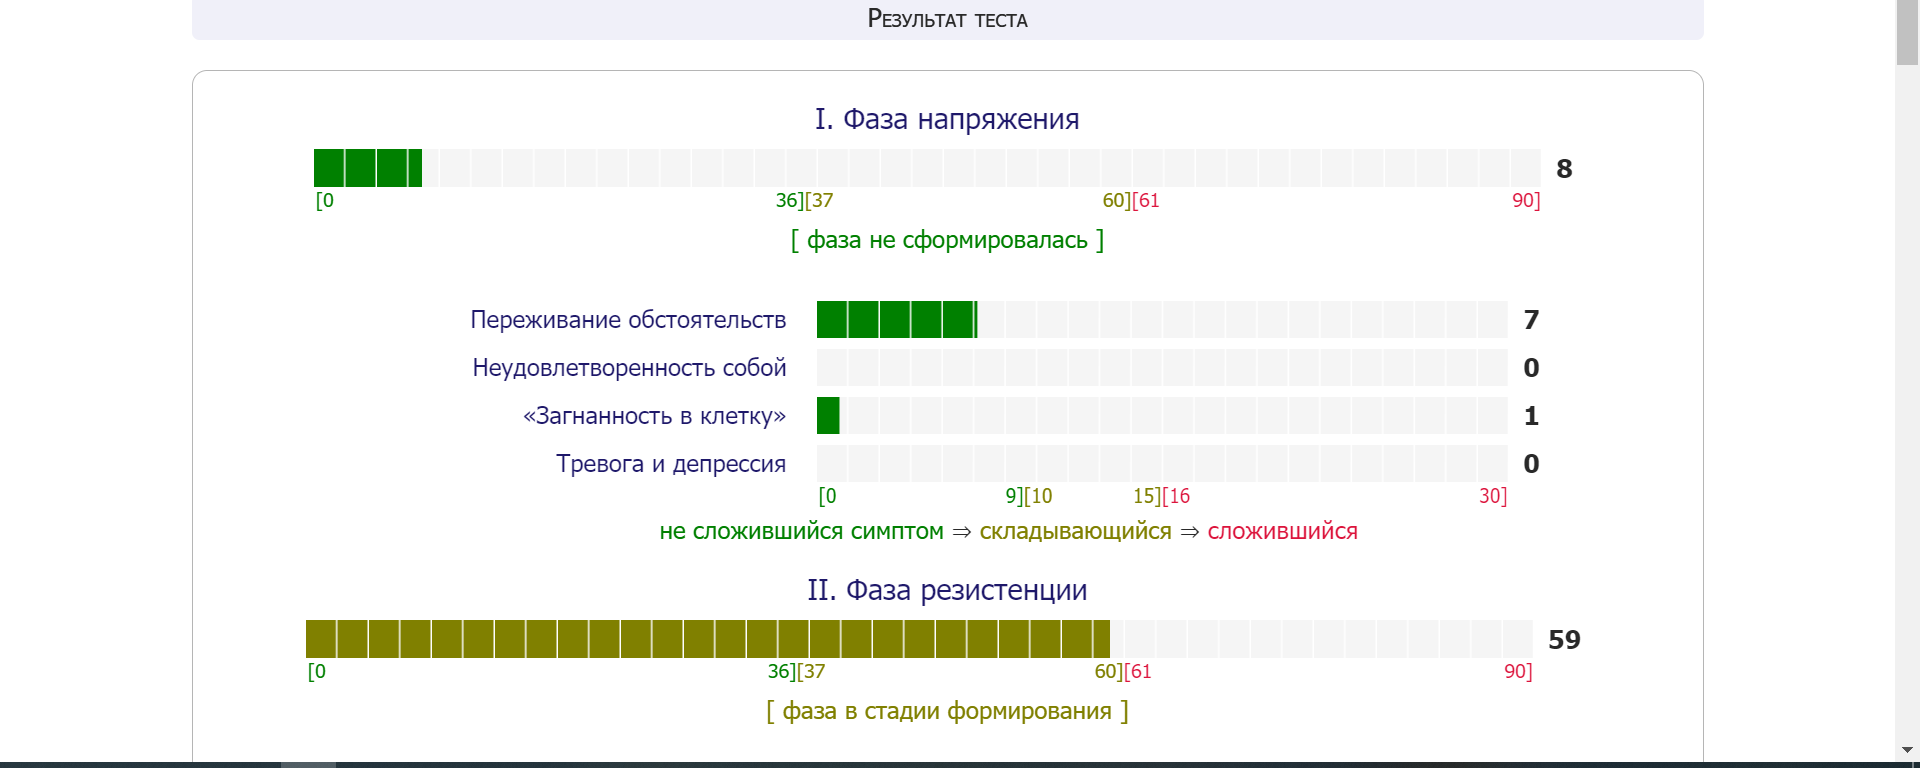 Результат теста
I. Фаза напряжения
8
[0 36][37 60][61 90]
[ фаза не сформировалась ]
Переживание обстоятельств 7
Неудовлетворенность собой 0
«Загнанность в клетку» 1
Тревога и депрессия 0
[0 9][10 15][16 30]
не сложившийся симптом ⇒ складывающийся ⇒ сложившийся
II. Фаза резистенции
59
[0 36][37 60][61 90]
[ фаза в стадии формирования ]